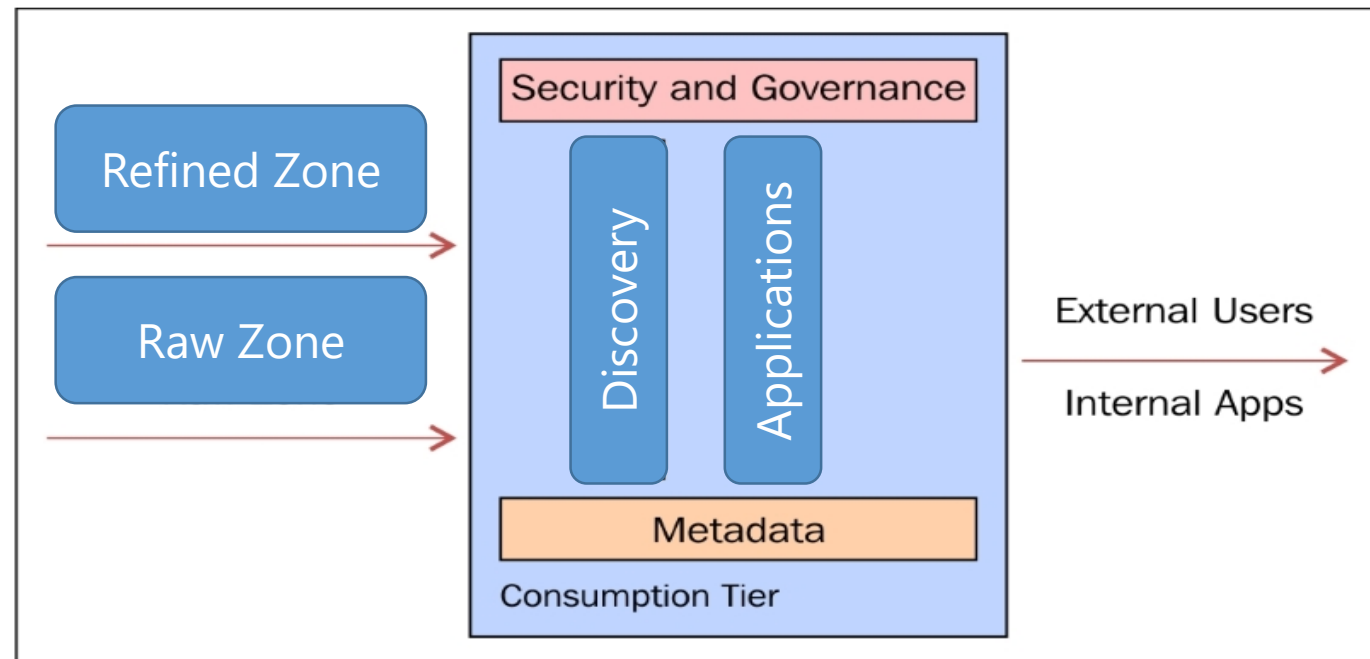 Refined Zone
Raw Zone
Security and Governance
Discovery
Applications
Metadata
Consumption Tier
External Users
Internal Apps